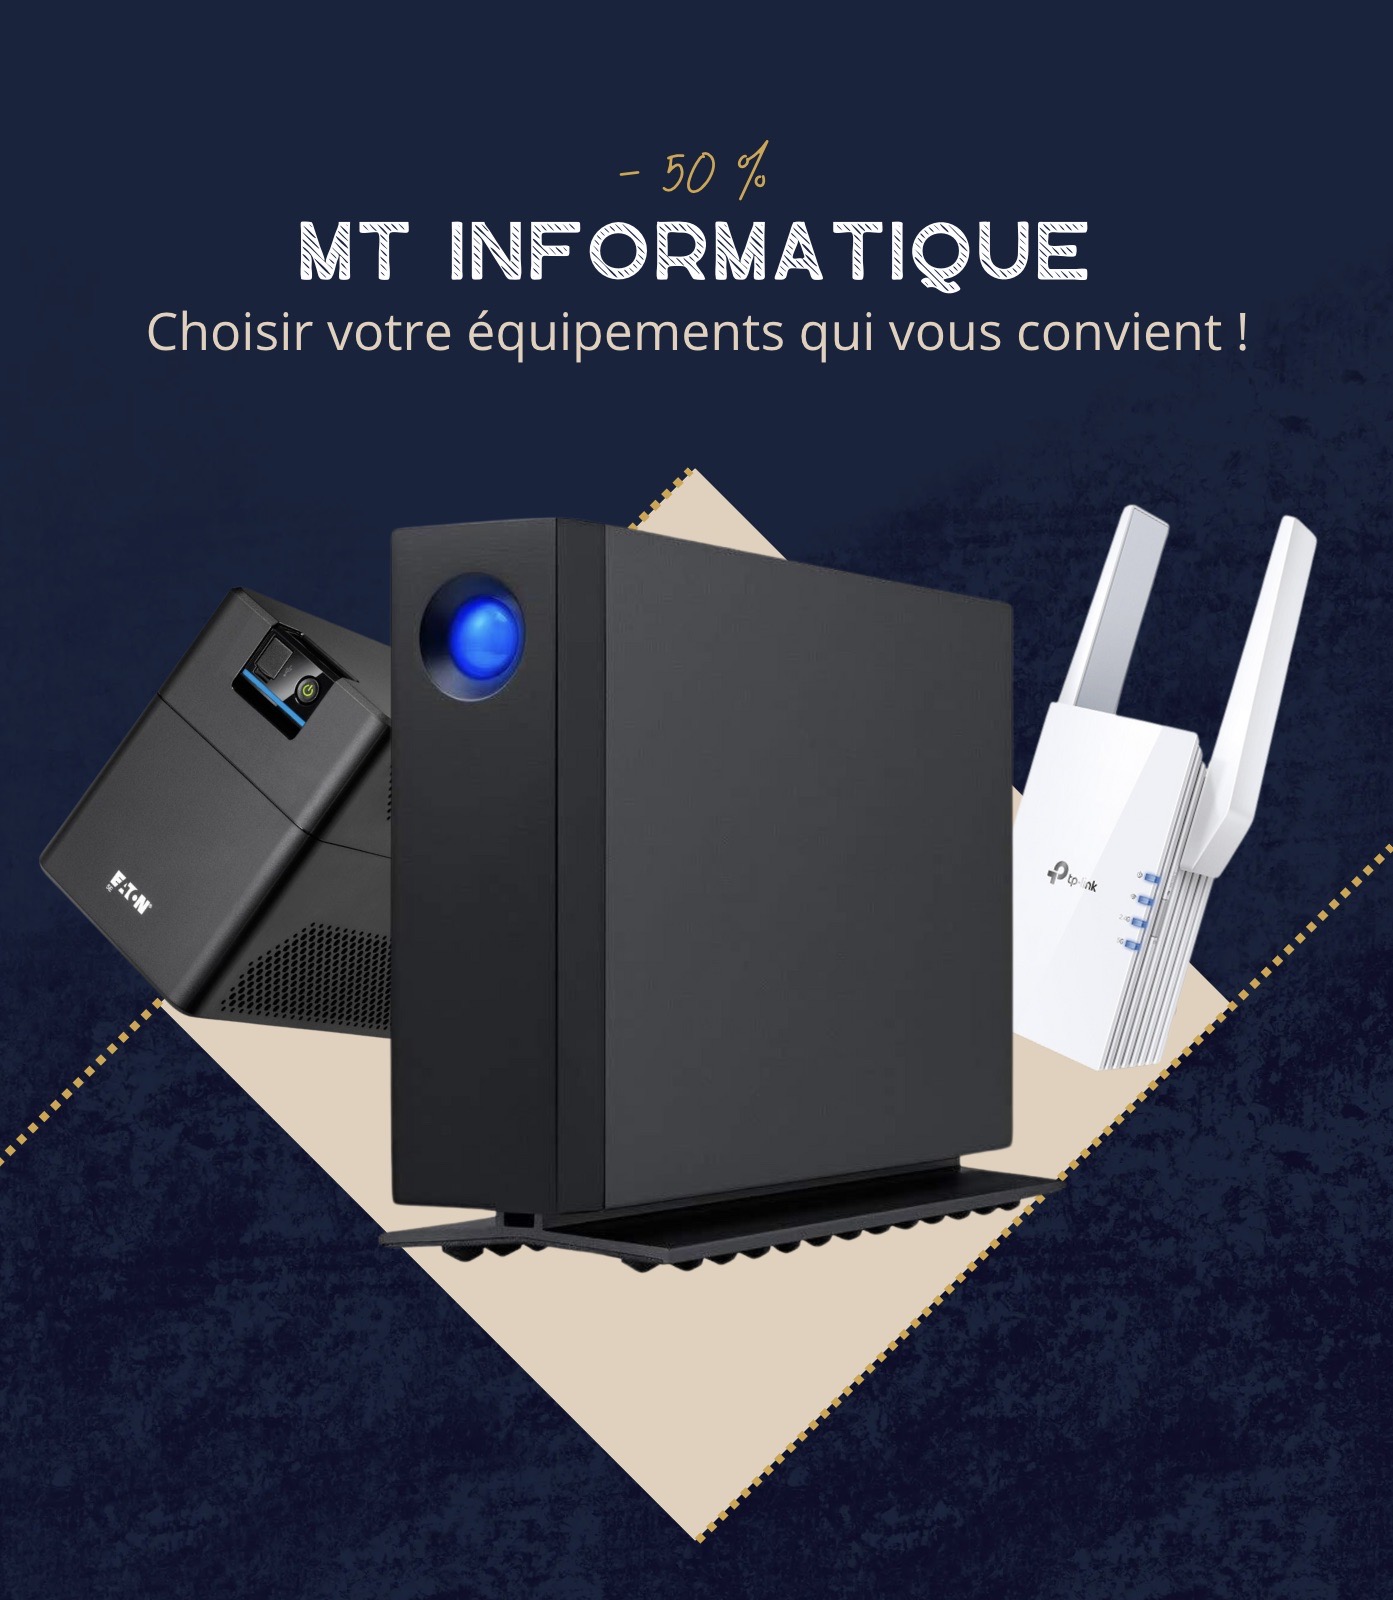 - 50 %
MT INFORMATIQUE
Choisir votre équipements qui vous convient !
EATON
tp-link